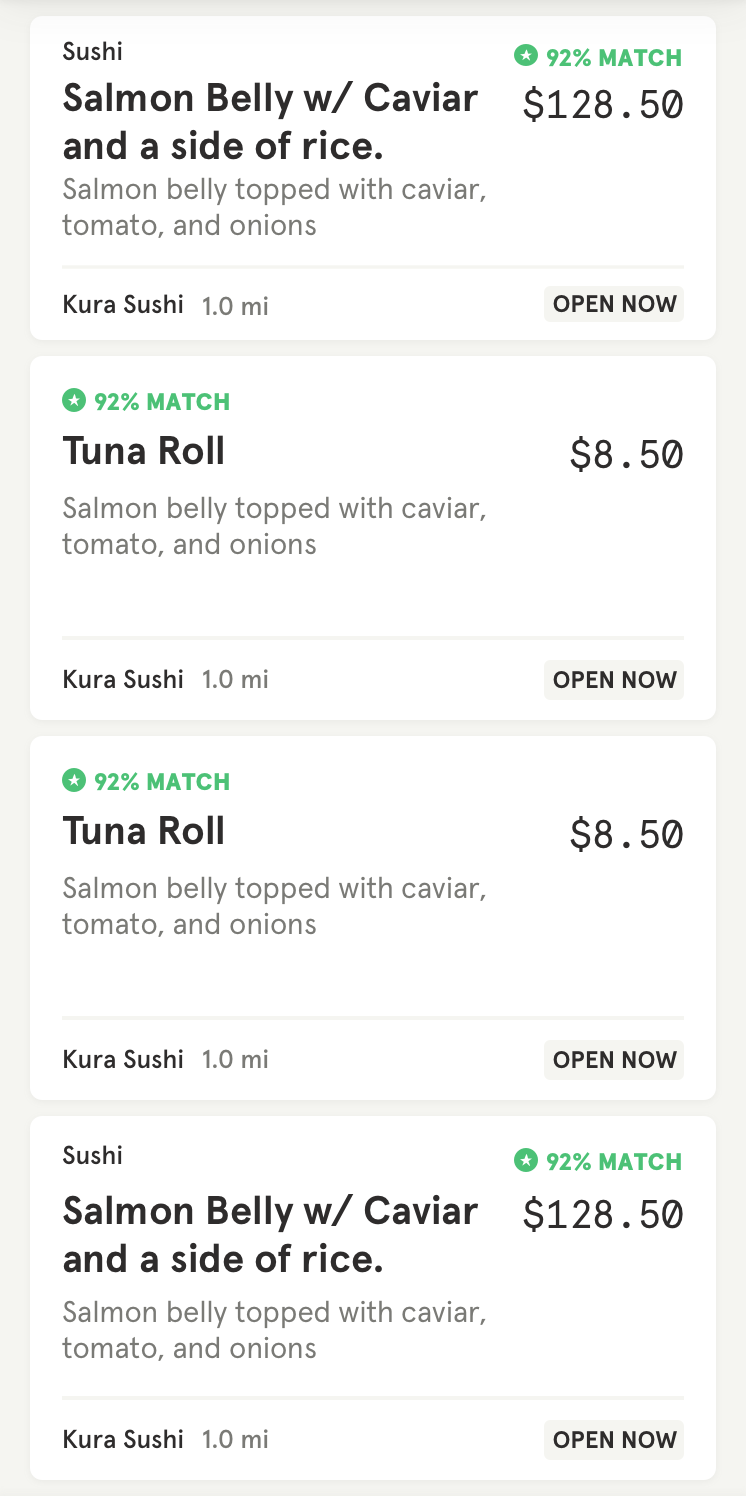 Sushi
92% MATCH
Salmon Belly w/ Caviar
and a side of rice.
$128.50
Salmon belly topped with caviar,
tomato, and onions
Kura Sushi 1.0 mi
OPEN NOW
92% MATCH
Tuna Roll
$8.50
Salmon belly topped with caviar,
tomato, and onions
Kura Sushi 1.0 mi
OPEN NOW
92% MATCH
Tuna Roll
$8.50
Salmon belly topped with caviar,
tomato, and onions
Kura Sushi 1.0 mi
OPEN NOW
Sushi
92% MATCH
Salmon Belly w/ Caviar
and a side of rice.
$128.50
Salmon belly topped with caviar,
tomato, and onions
Kura Sushi 1.0 mi
OPEN NOW